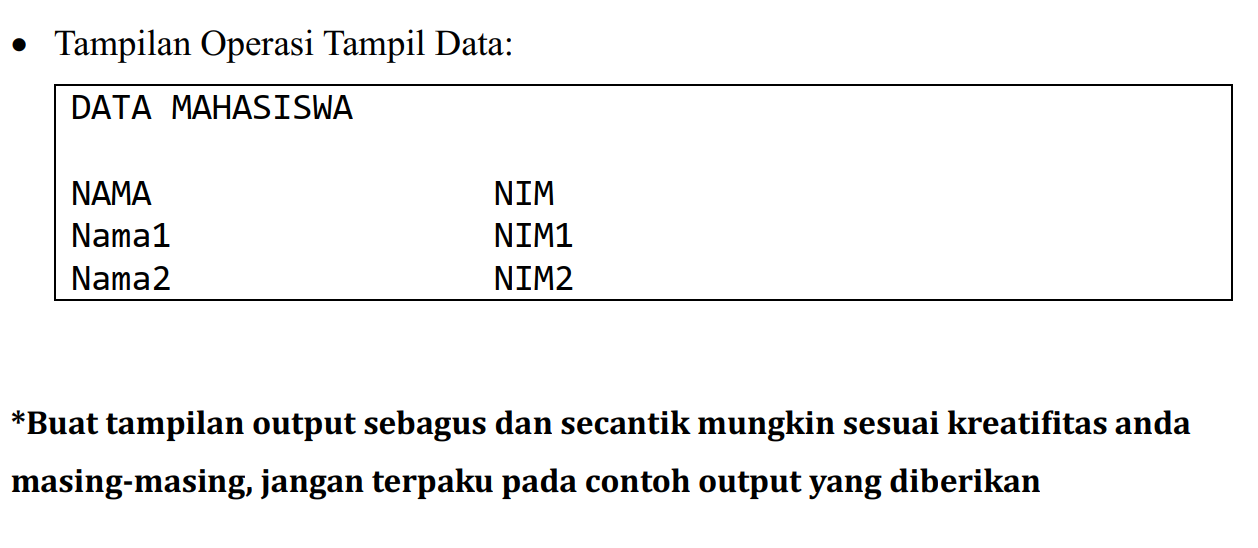 • Tampilan Operasi Tampil Data:
DATA MAHASISWA
NAMA NIM
Nama1 NIM1
Nama2 NIM2
*Buat tampilan output sebagus dan secantik mungkin sesuai kreatifitas anda
masing-masing, jangan terpaku pada contoh output yang diberikan